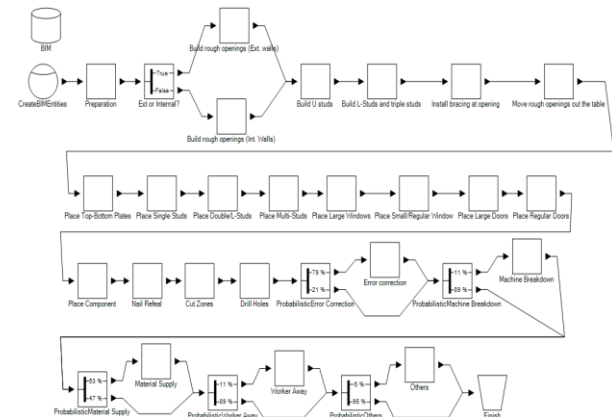 BIM
Build rough openings (Ext. walls)
True
False
CreateBIMEntities
Preparation
Ext or Internal?
Build rough openings (Int. Walls)
Build U studs
Build L-Studs and triple studs
Install bracing at opening
Move rough openings out the table
Place Top-Bottom Plates
Place Single Studs
Place Double/L-Studs
Place Multi-Studs
Place Large Windows
Place Small/Regular Window
Place Large Doors
Place Regular Doors
79 %
21 %
11 %
89 %
Place Component
Nail Refeal
Cut Zones
Drill Holes
ProbabilisticError Correction
Error correction
ProbabilisticMachine Breakdown
Machine Breakdown
53 %
47 %
11 %
89 %
5 %
95 %
Material Supply
Worker Away
Others
ProbabilisticMaterial Supply
ProbabilisticWorker Away
ProbabilisticOthers
Finish